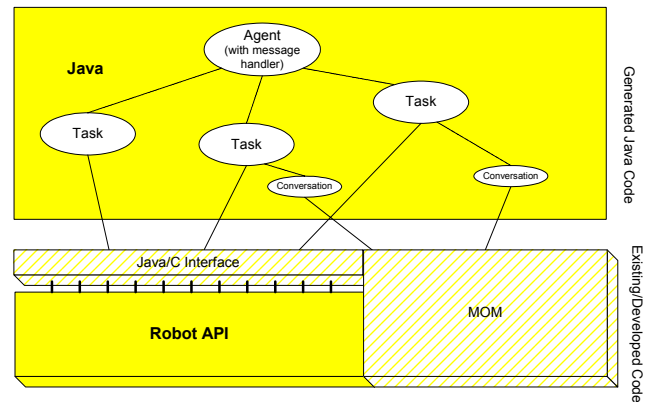 Agent
(with message
handler)
Java
Task
Task
Task
Conversation
Conversation
Generated Java Code
Java/C Interface
MOM
Robot API
Existing/Developed Code